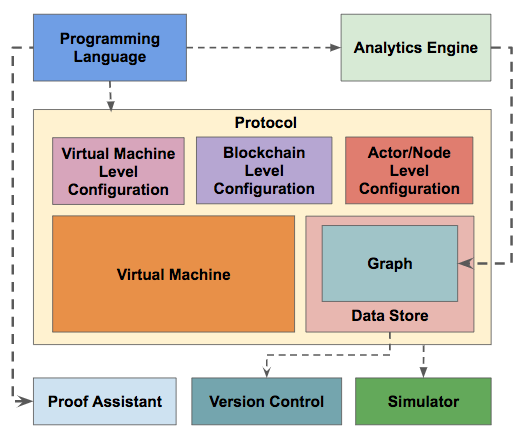 Programming
Language
Analytics Engine
Protocol
Virtual Machine
Level
Configuration
Blockchain
Level
Configuration
Actor/Node
Level
Configuration
Virtual Machine
Graph
Data Store
Proof Assistant
Version Control
Simulator